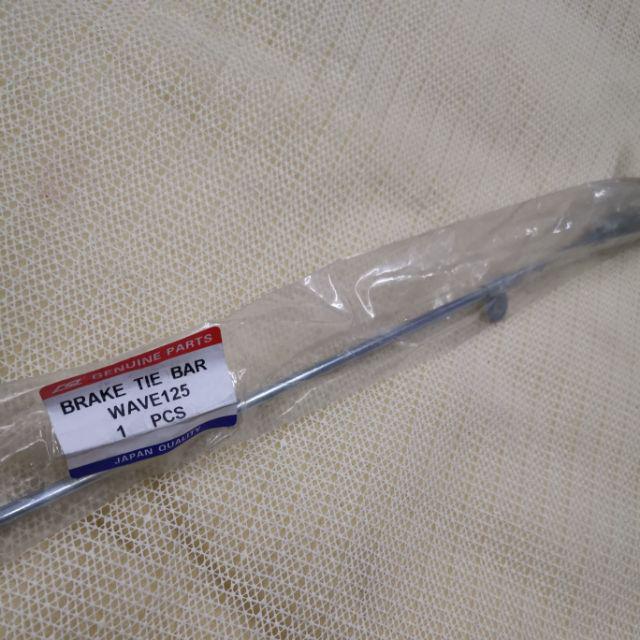 GENUINE PARTS
BRAKE TIE BAR
WAVE125
1 PCS
JAPAN QUALITY